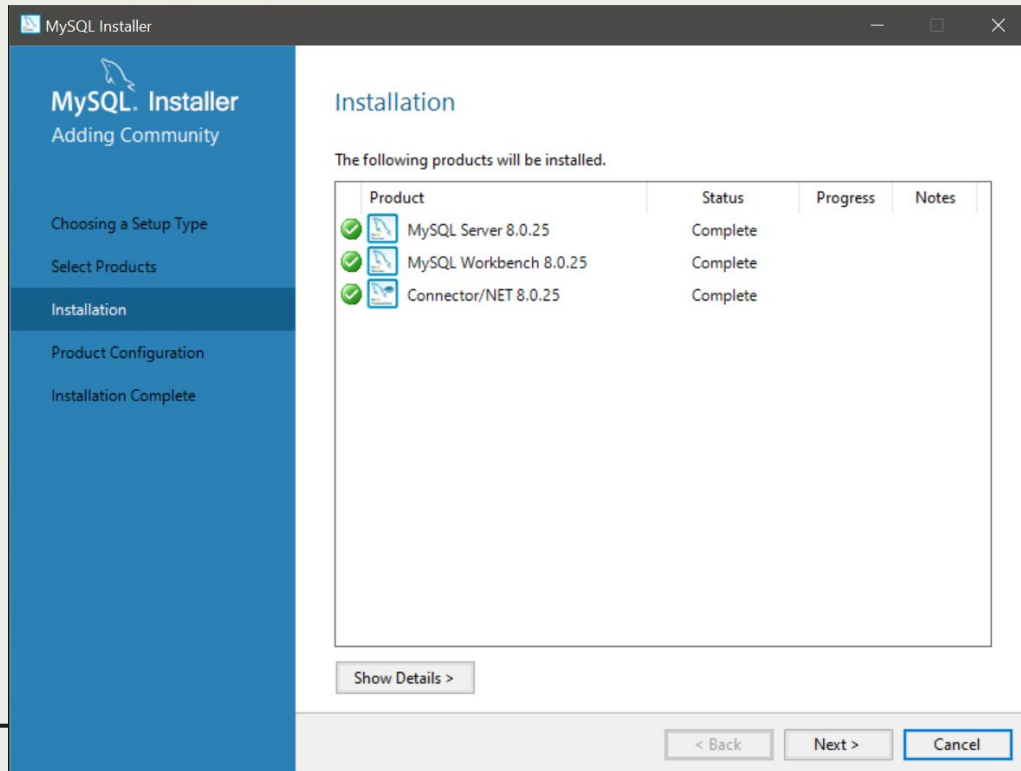 MySQL Installer
MySQL. Installer
Adding Community
Choosing a Setup Type
Select Products
Installation
Product Configuration
Installation Complete
Installation
The following products will be installed.
Product Status Progress Notes
MySQL Server 8.0.25 Complete
MySQL Workbench 8.0.25 Complete
Connector/NET 8.0.25 Complete
Show Details >
< Back Next > Cancel